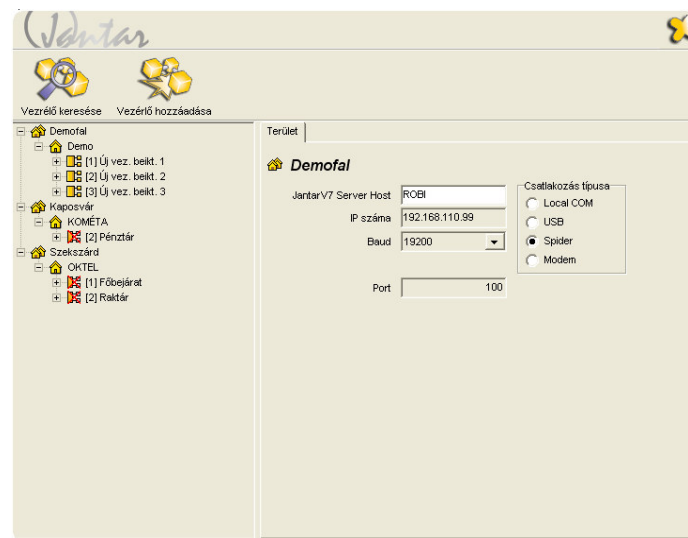 Jantar
Vezrélő keresése
Vezérlő hozzáadása
Demofal
Demo
[1] Új vez. beikt. 1
[2] Új vez. beikt. 2
[3] Új vez. beikt. 3
Kaposvár
KOMÉTA
[2] Pénztár
Szekszárd
OKTEL
[1] Főbejárat
[2] Raktár
Terület
Demofal
JantarV7 Server Host ROBI
IP száma 192.168.110.99
Baud 19200
Port 100
Csatlakozás típusa
Local COM
USB
Spider
Modem